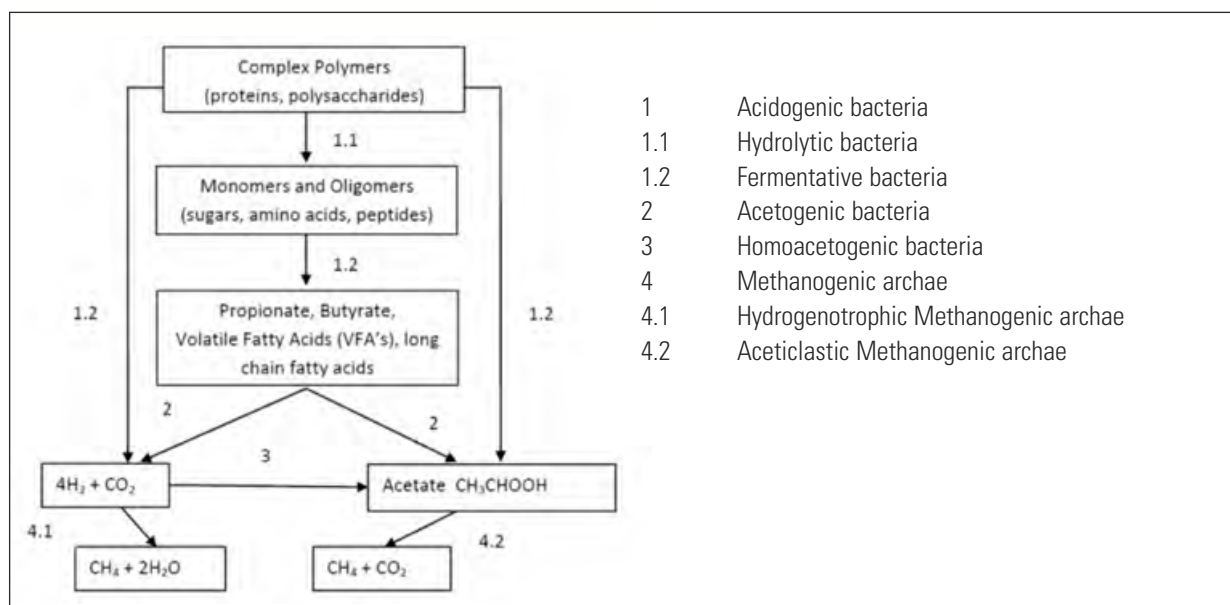 Complex Polymers
(proteins, polysaccharides)
1.1
Monomers and Oligomers
(sugars, amino acids, peptides)
1.2
1.2
1.2
Propionate, Butyrate,
Volatile Fatty Acids (VFA's), long
chain fatty acids
2
2
3
4H₂ + CO₂
Acetate CH₃CHOOH
4.1
4.2
CH₄ + 2H₂O
CH₄ + CO₂
1 Acidogenic bacteria
1.1 Hydrolytic bacteria
1.2 Fermentative bacteria
2 Acetogenic bacteria
3 Homoacetogenic bacteria
4 Methanogenic archae
4.1 Hydrogenotrophic Methanogenic archae
4.2 Aceticlastic Methanogenic archae